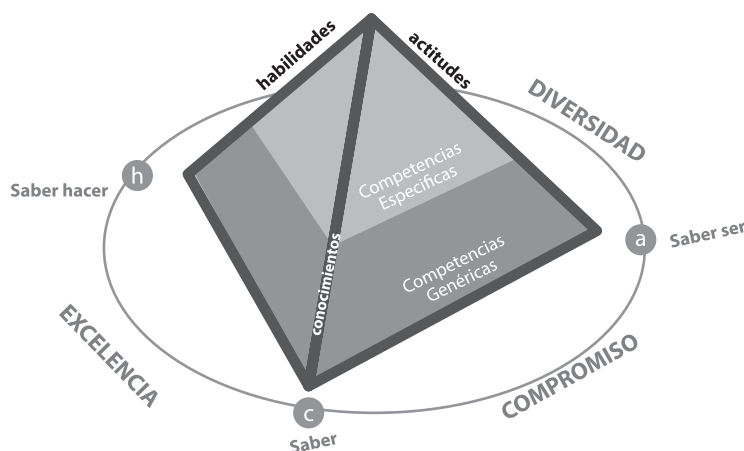 habilidades
actitudes
DIVERSIDAD
h
Saber hacer
Competencias
Específicas
a
Saber ser
conocimientos
Competencias
Genéricas
EXCELENCIA
COMPROMISO
c
Saber